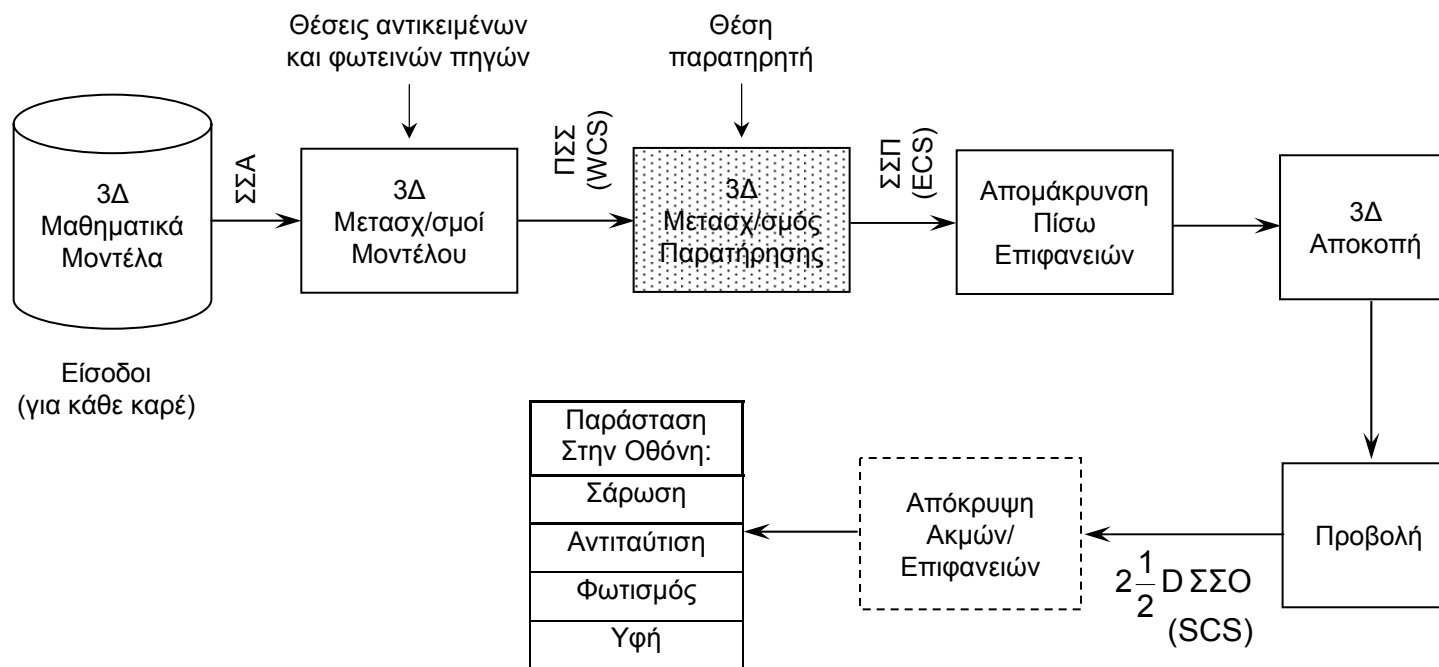 Θέσεις αντικειμένων
και φωτεινών πηγών
Θέση
παρατηρητή
3Δ
Μαθηματικά
Μοντέλα
ΣΣΑ
3Δ
Μετασχ/σμοί
Μοντέλου
ΠΣΣ
(WCS)
3Δ
Μετασχ/σμός
Παρατήρησης
ΣΣΠ
(ECS)
Απομάκρυνση
Πίσω
Επιφανειών
3Δ
Αποκοπή
Είσοδοι
(για κάθε καρέ)
Προβολή
2 1/2 D ΣΣΟ
(SCS)
Απόκρυψη
Ακμών/
Επιφανειών
Παράσταση
Στην Οθόνη:
Σάρωση
Αντιταύτιση
Φωτισμός
Υφή